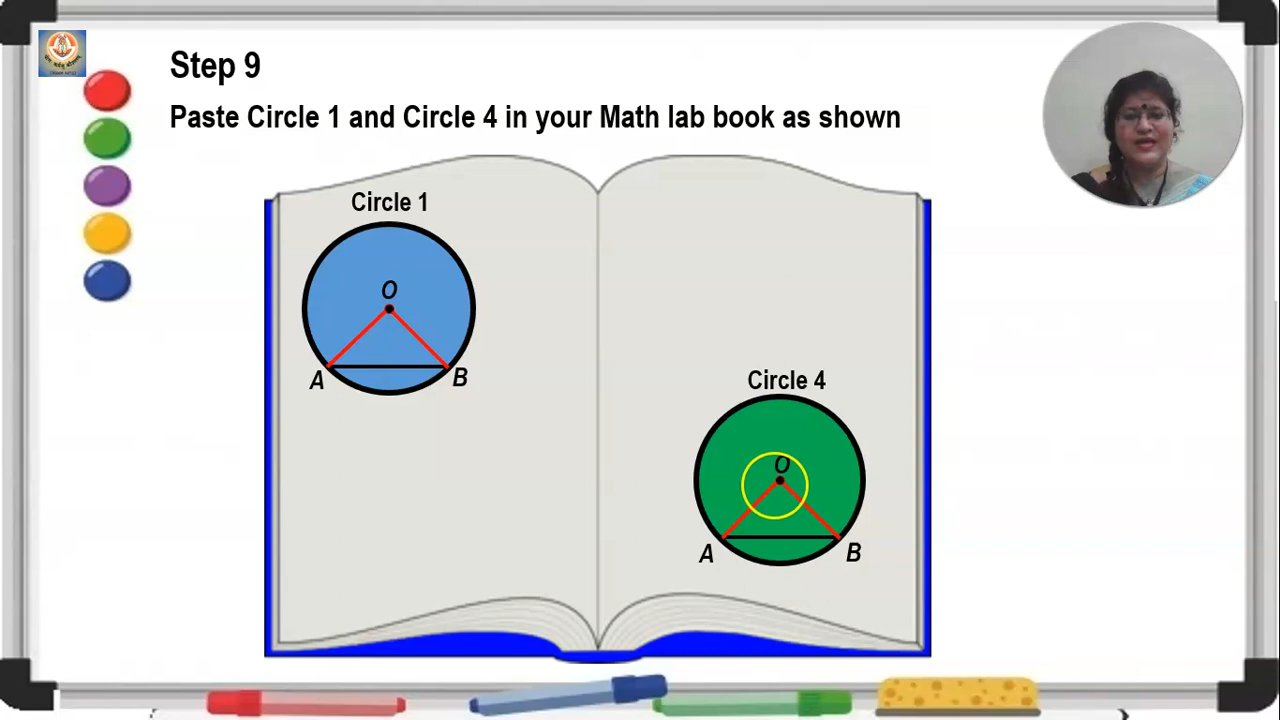 Step 9
Paste Circle 1 and Circle 4 in your Math lab book as shown
Circle 1
O
A
B
Circle 4
O
A
B